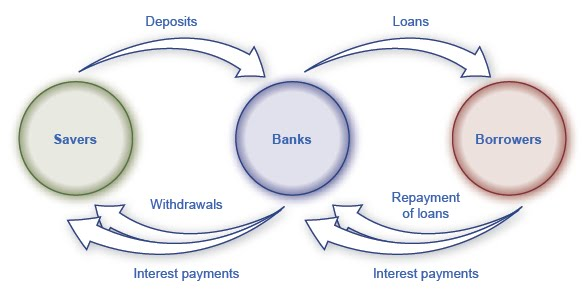 Deposits
Loans
Savers
Banks
Borrowers
Withdrawals
Repayment
of loans
Interest payments
Interest payments